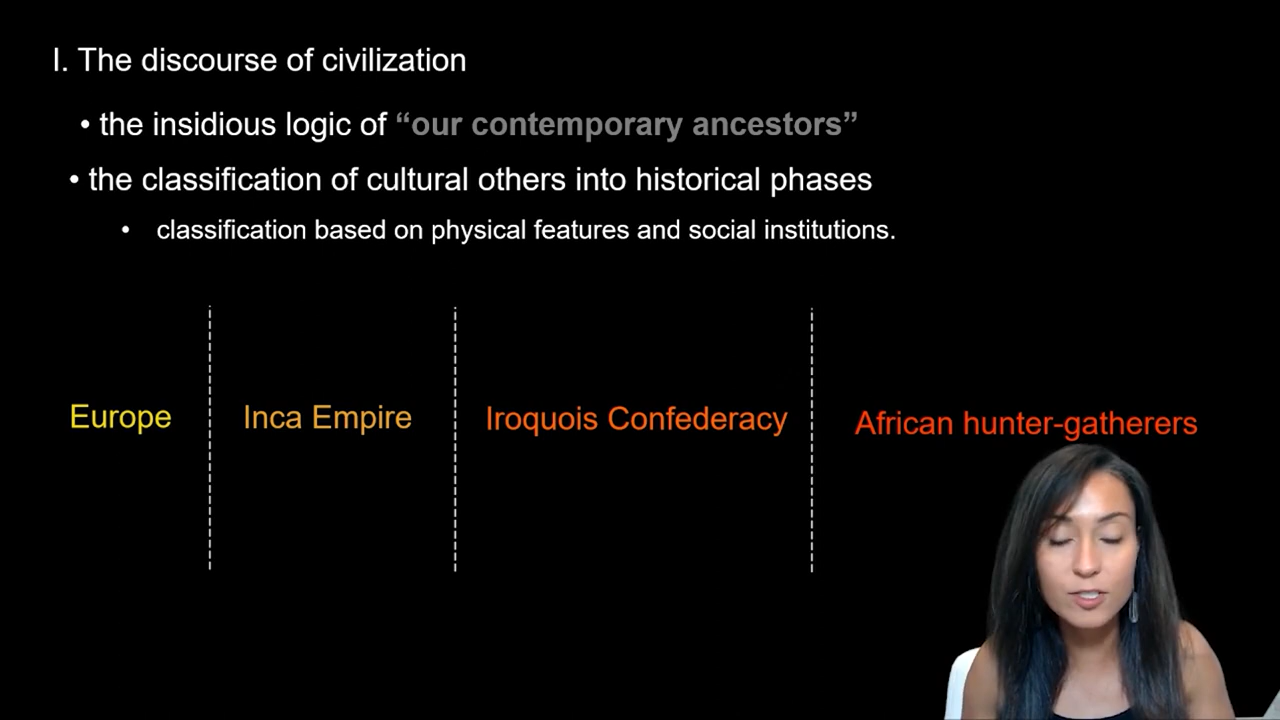 I. The discourse of civilization
• the insidious logic of “our contemporary ancestors”
• the classification of cultural others into historical phases
• classification based on physical features and social institutions.
Europe
Inca Empire
Iroquois Confederacy
African hunter-gatherers